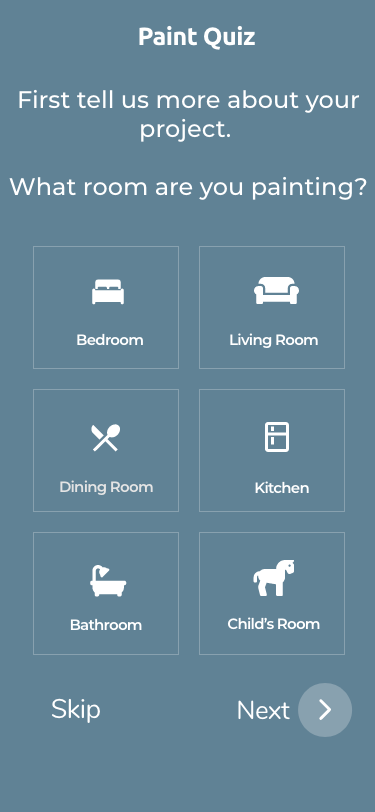 Paint Quiz
First tell us more about your
project.
What room are you painting?
Bedroom
Living Room
Dining Room
Kitchen
Bathroom
Child's Room
Skip
Next